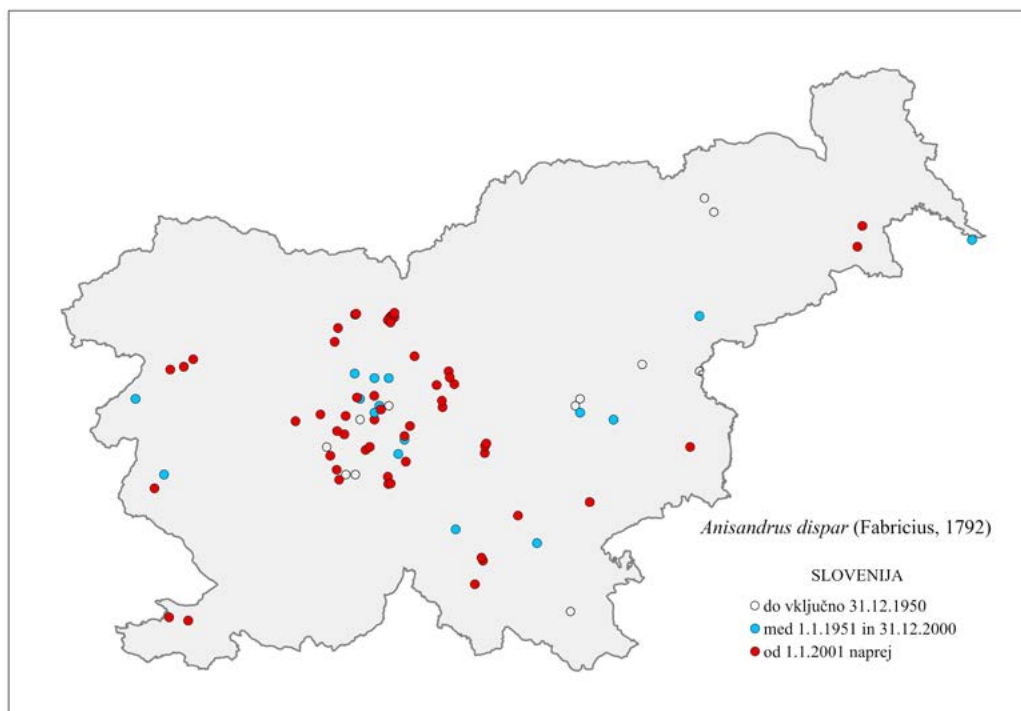 Anisandrus dispar (Fabricius, 1792)
SLOVENIJA
do vključno 31.12.1950
med 1.1.1951 in 31.12.2000
od 1.1.2001 naprej